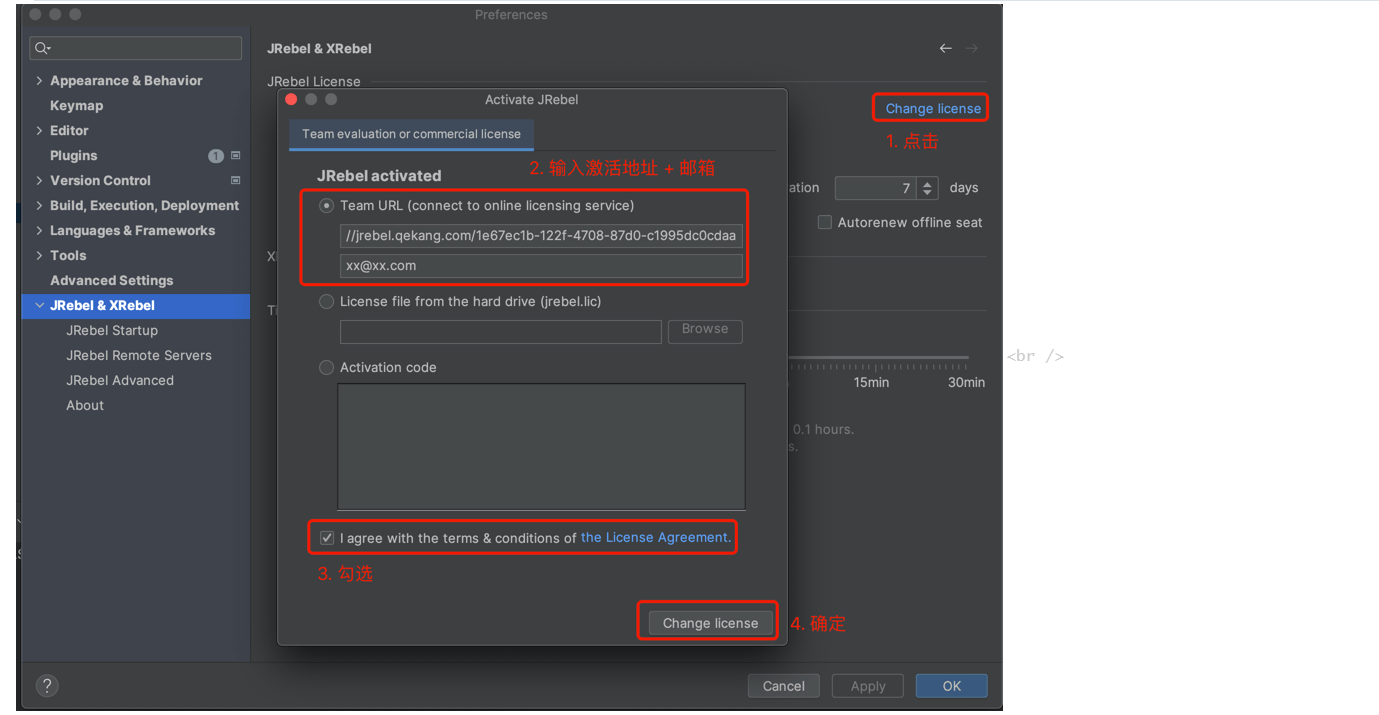 Preferences
JRebel & XRebel
Appearance & Behavior
Keymap
Editor
Plugins
1
Version Control
Build, Execution, Deployment
Languages & Frameworks
Tools
Advanced Settings
JRebel & XRebel
JRebel Startup
JRebel Remote Servers
JRebel Advanced
About
JRebel License
Change license
1. 点击
ation
7
days
Autorenew offline seat
Activate JRebel
Team evaluation or commercial license
2. 输入激活地址 + 邮箱
JRebel activated
Team URL (connect to online licensing service)
//jrebel.qekang.com/1e67ec1b-122f-4708-87d0-c1995dc0cdaa
xx@xx.com
License file from the hard drive (jrebel.lic)
Browse
Activation code
15min
30min
0.1 hours.
s.
I agree with the terms & conditions of the License Agreement.
3. 勾选
Change license
4. 确定
?
Cancel
Apply
OK
<br />